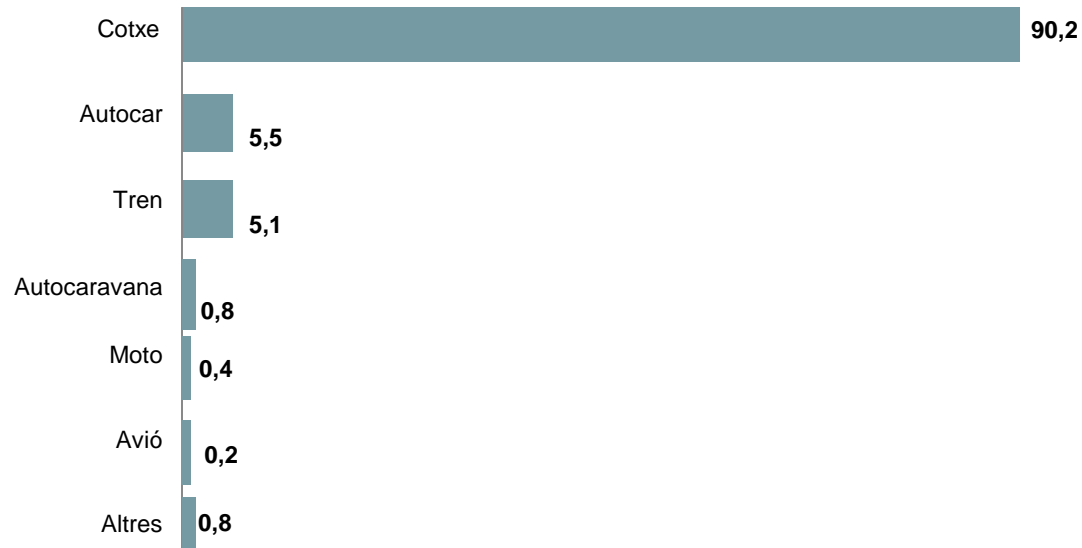 Cotxe 90,2
Autocar 5,5
Tren 5,1
Autocaravana 0,8
Moto 0,4
Avió 0,2
Altres 0,8